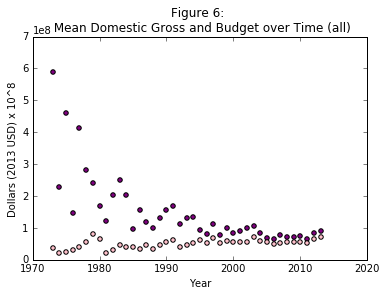 Figure 6:
Mean Domestic Gross and Budget over Time (all)
1e8
7
6
5
4
3
2
1
0
Dollars (2013 USD) x 10^8
1970 1980 1990 2000 2010 2020
Year